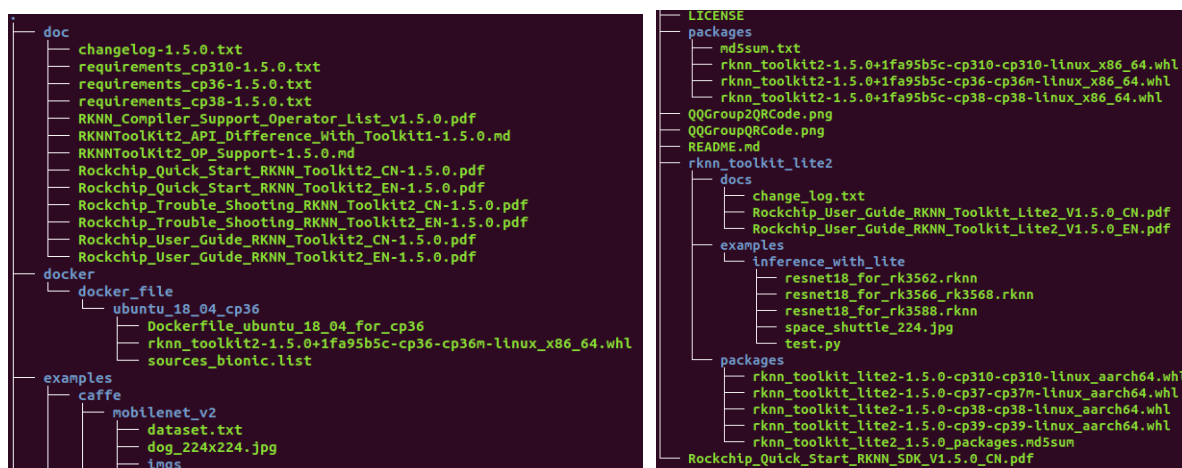 .
doc
changelog-1.5.0.txt
requirements_cp310-1.5.0.txt
requirements_cp36-1.5.0.txt
requirements_cp38-1.5.0.txt
RKNN_Compiler_Support_Operator_List_v1.5.0.pdf
RKNNToolKit2_API_Difference_With_Toolkit1-1.5.0.md
RKNNToolKit2_OP_Support-1.5.0.md
Rockchip_Quick_Start_RKNN_Toolkit2_CN-1.5.0.pdf
Rockchip_Quick_Start_RKNN_Toolkit2_EN-1.5.0.pdf
Rockchip_Trouble_Shooting_RKNN_Toolkit2_CN-1.5.0.pdf
Rockchip_Trouble_Shooting_RKNN_Toolkit2_EN-1.5.0.pdf
Rockchip_User_Guide_RKNN_Toolkit2_CN-1.5.0.pdf
Rockchip_User_Guide_RKNN_Toolkit2_EN-1.5.0.pdf
docker
docker_file
ubuntu_18_04_cp36
Dockerfile_ubuntu_18_04_for_cp36
rknn_toolkit2-1.5.0+1fa95b5c-cp36-cp36m-linux_x86_64.whl
sources_bionic.list
examples
caffe
mobilenet_v2
dataset.txt
dog_224x224.jpg
imgs
LICENSE
packages
md5sum.txt
rknn_toolkit2-1.5.0+1fa95b5c-cp310-cp310-linux_x86_64.whl
rknn_toolkit2-1.5.0+1fa95b5c-cp36-cp36m-linux_x86_64.whl
rknn_toolkit2-1.5.0+1fa95b5c-cp38-cp38-linux_x86_64.whl
QQGroup2QRCode.png
QQGroupQRCode.png
README.md
rknn_toolkit_lite2
docs
change_log.txt
Rockchip_User_Guide_RKNN_Toolkit_Lite2_V1.5.0_CN.pdf
Rockchip_User_Guide_RKNN_Toolkit_Lite2_V1.5.0_EN.pdf
examples
inference_with_lite
resnet18_for_rk3562.rknn
resnet18_for_rk3566_rk3568.rknn
resnet18_for_rk3588.rknn
space_shuttle_224.jpg
test.py
packages
rknn_toolkit_lite2-1.5.0-cp310-cp310-linux_aarch64.whl
rknn_toolkit_lite2-1.5.0-cp37-cp37m-linux_aarch64.whl
rknn_toolkit_lite2-1.5.0-cp38-cp38-linux_aarch64.whl
rknn_toolkit_lite2-1.5.0-cp39-cp39-linux_aarch64.whl
rknn_toolkit_lite2_1.5.0_packages.md5sum
Rockchip_Quick_Start_RKNN_SDK_V1.5.0_CN.pdf